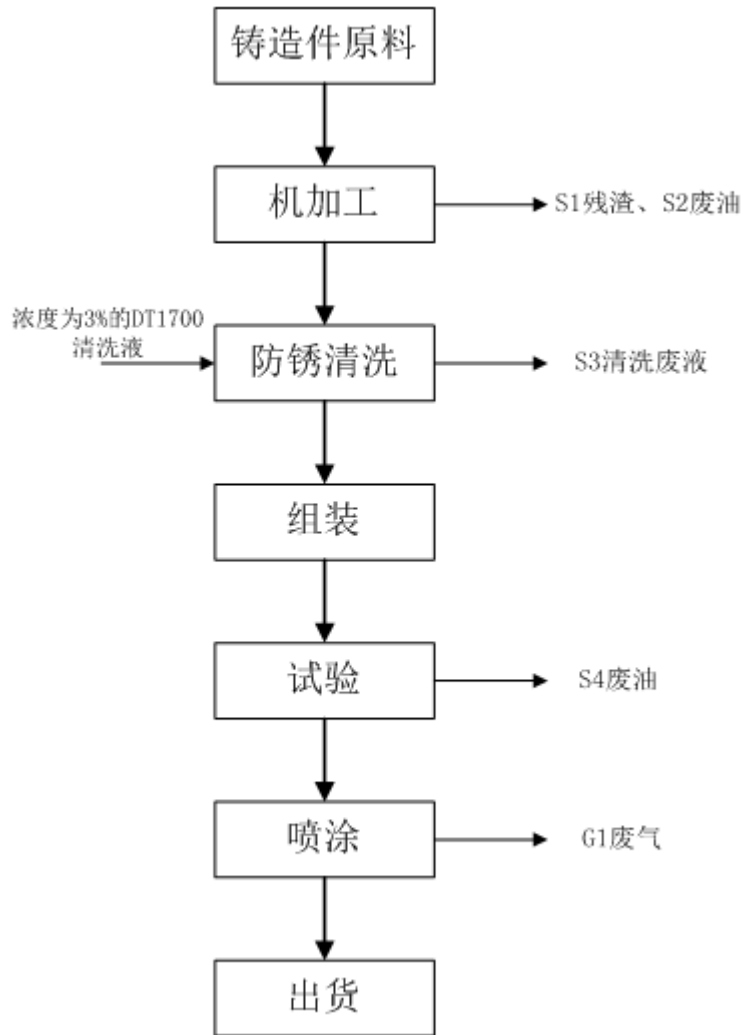 铸造件原料
机加工
S1残渣、S2废油
浓度为3%的DT1700
清洗液
防锈清洗
S3清洗废液
组装
试验
S4废油
喷涂
G1废气
出货